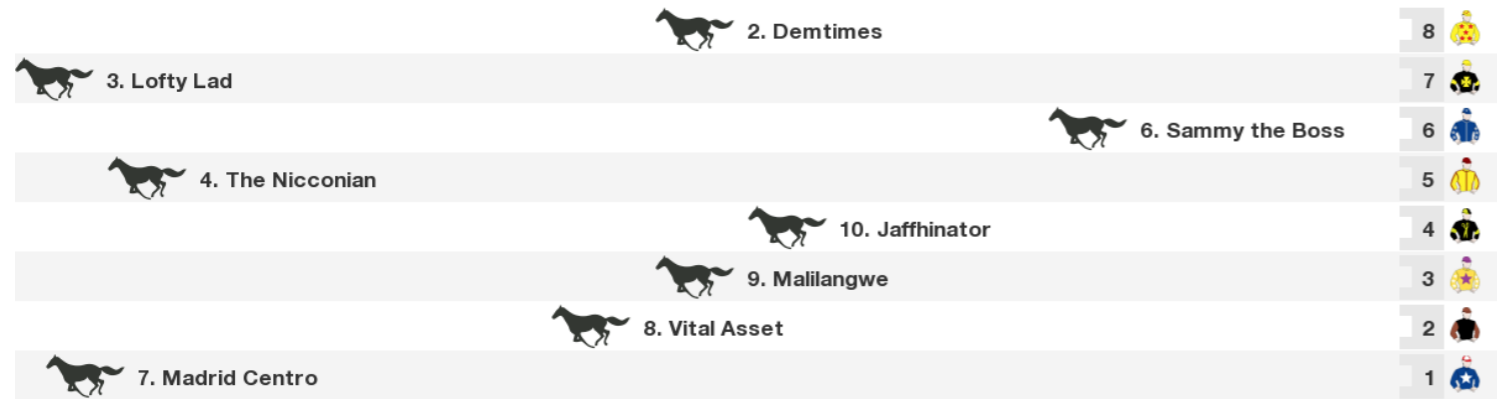 2. Demtimes 8
3. Lofty Lad 7
6. Sammy the Boss 6
4. The Nicconian 5
10. Jaffhinator 4
9. Malilangwe 3
8. Vital Asset 2
7. Madrid Centro 1